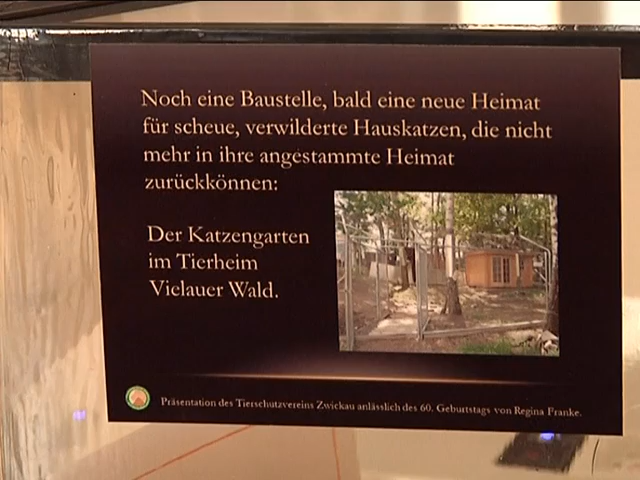 Noch eine Baustelle, bald eine neue Heimat
für scheue, verwilderte Hauskatzen, die nicht
mehr in ihre angestammte Heimat
zurückkönnen:
Der Katzengarten
im Tierheim
Vielauer Wald.
Präsentation des Tierschutzvereins Zwickau anlässlich des 60. Geburtstags von Regina Franke.